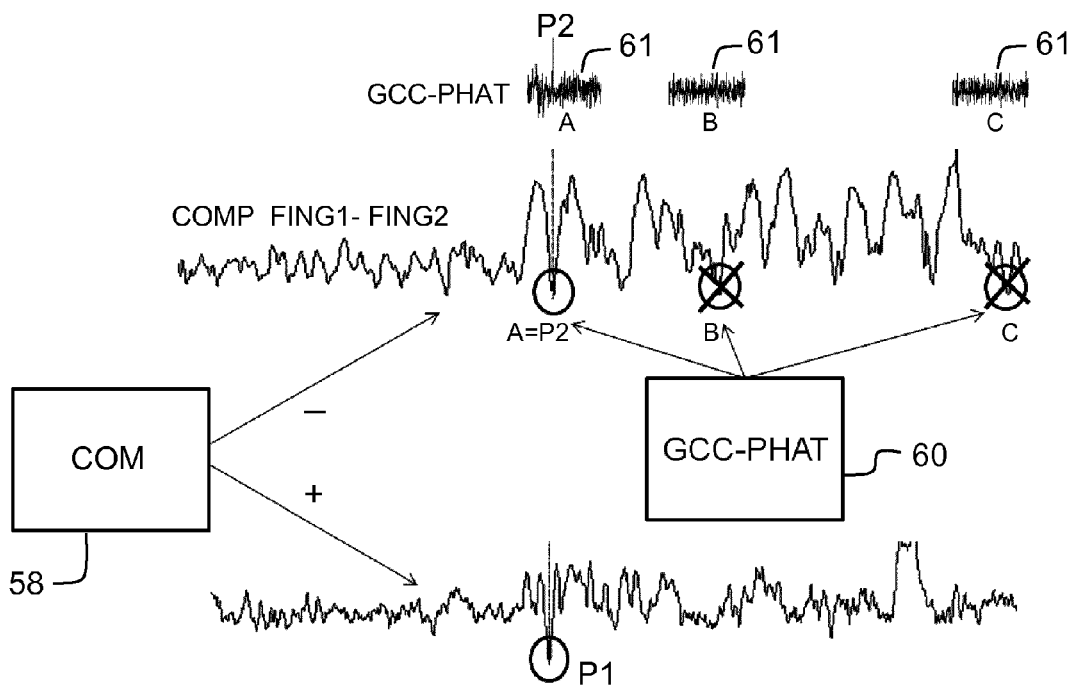 P2
61 61 61
GCC-PHAT
A B C
COMP FING1- FING2
A=P2 B C
–
COM GCC-PHAT 60
+
58
P1